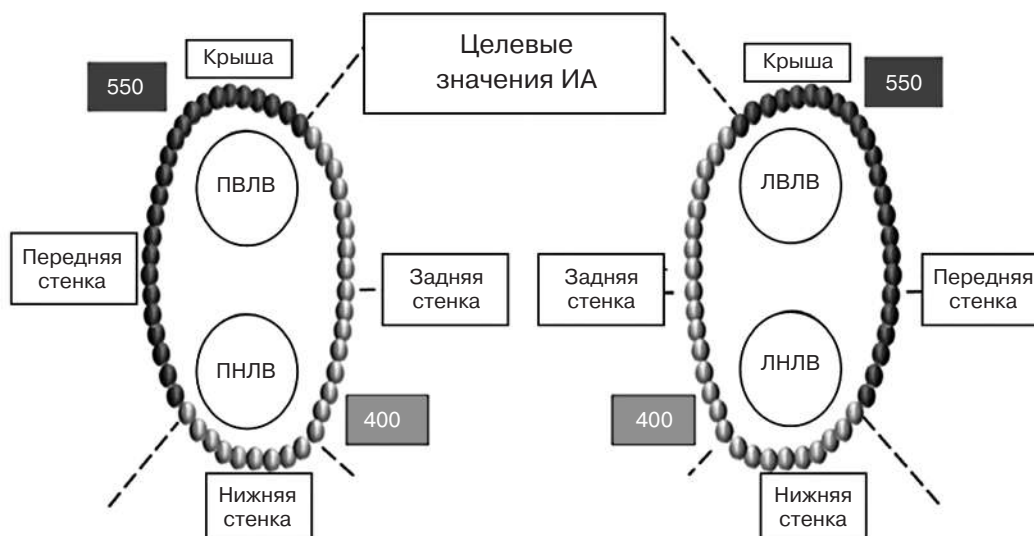 Целевые
значения ИА
Крыша
Крыша
550
550
ПВЛВ
ЛВЛВ
Передняя
стенка
Задняя
стенка
Задняя
стенка
Передняя
стенка
ПНЛВ
ЛНЛВ
400
400
Нижняя
стенка
Нижняя
стенка